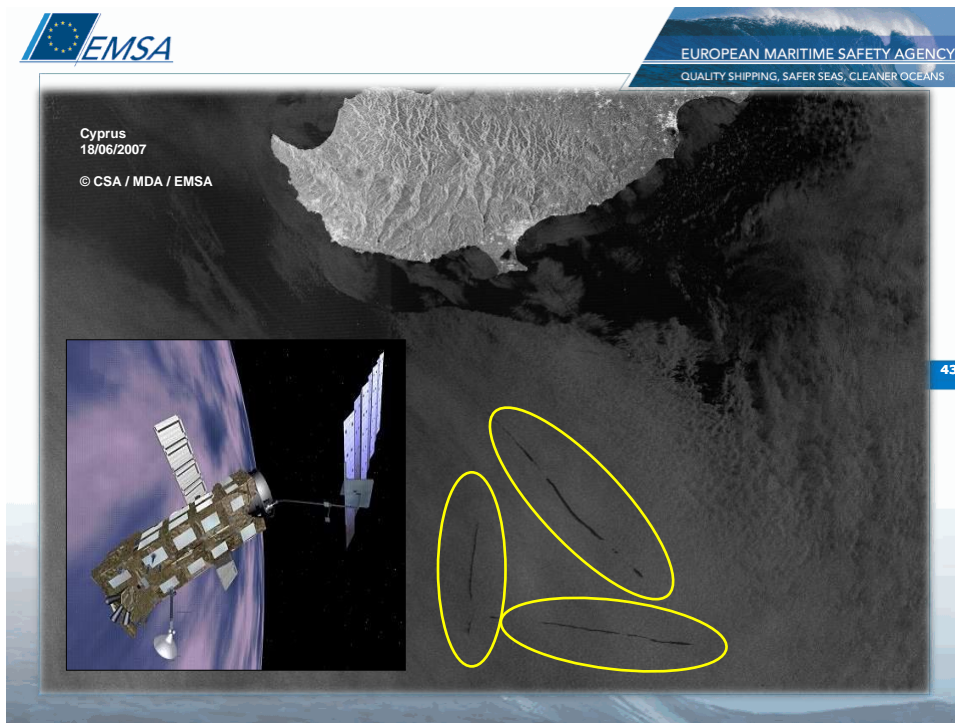 EMSA
EUROPEAN MARITIME SAFETY AGENCY
QUALITY SHIPPING, SAFER SEAS, CLEANER OCEANS
Cyprus
18/06/2007
© CSA / MDA / EMSA
43